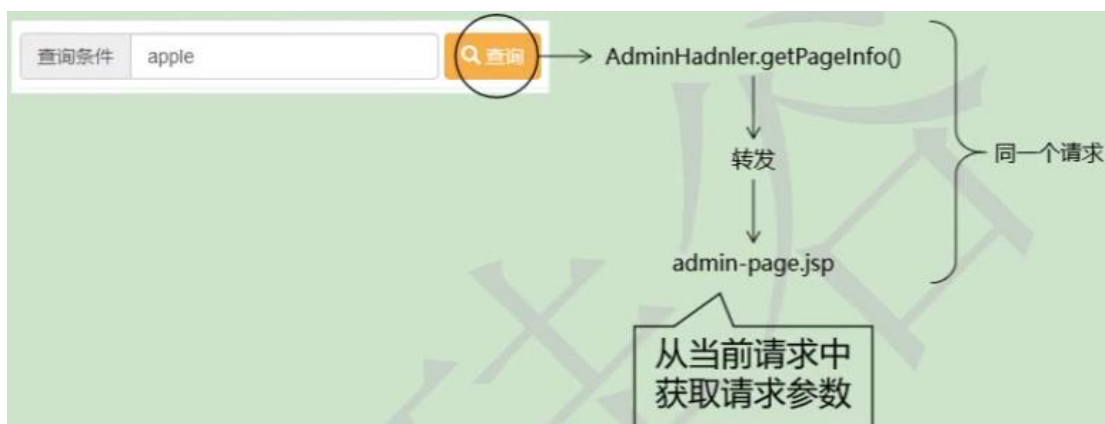 查询条件 apple 查询 AdminHadnler.getPageInfo()
转发
同一个请求
admin-page.jsp
从当前请求中
获取请求参数